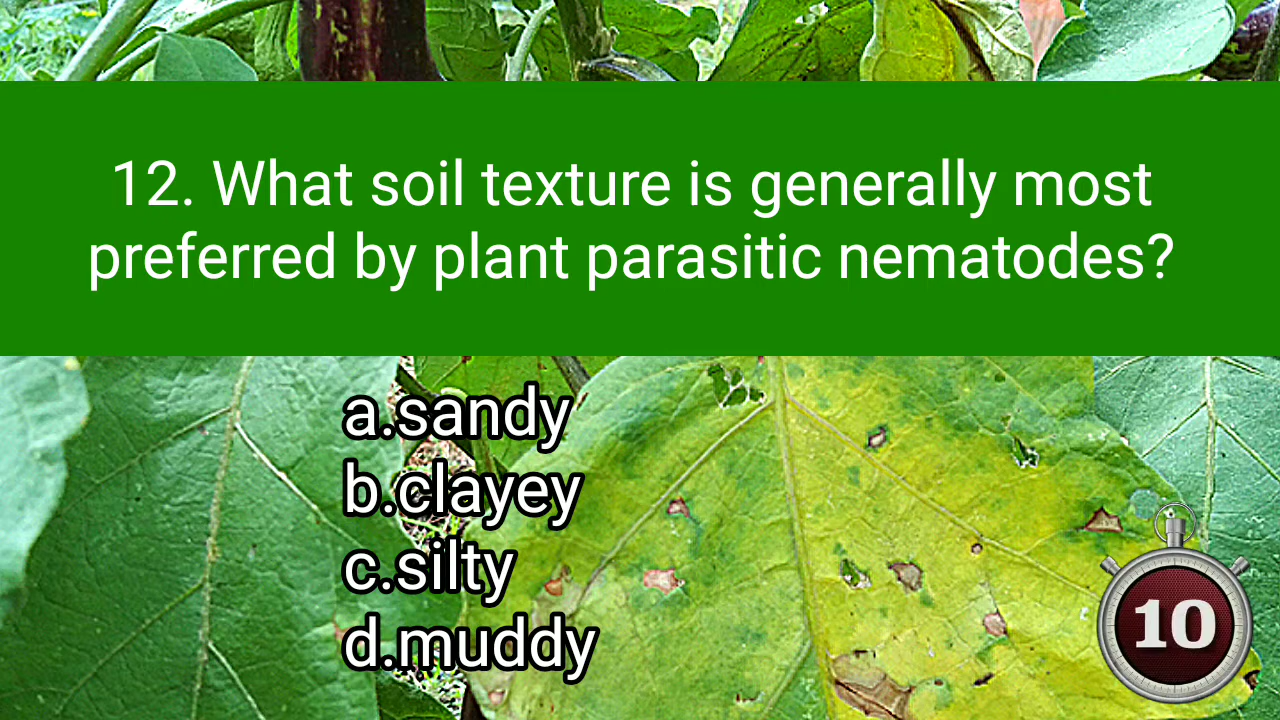 12. What soil texture is generally most
preferred by plant parasitic nematodes?
a.sandy
b.clayey
c.silty
d.muddy
10